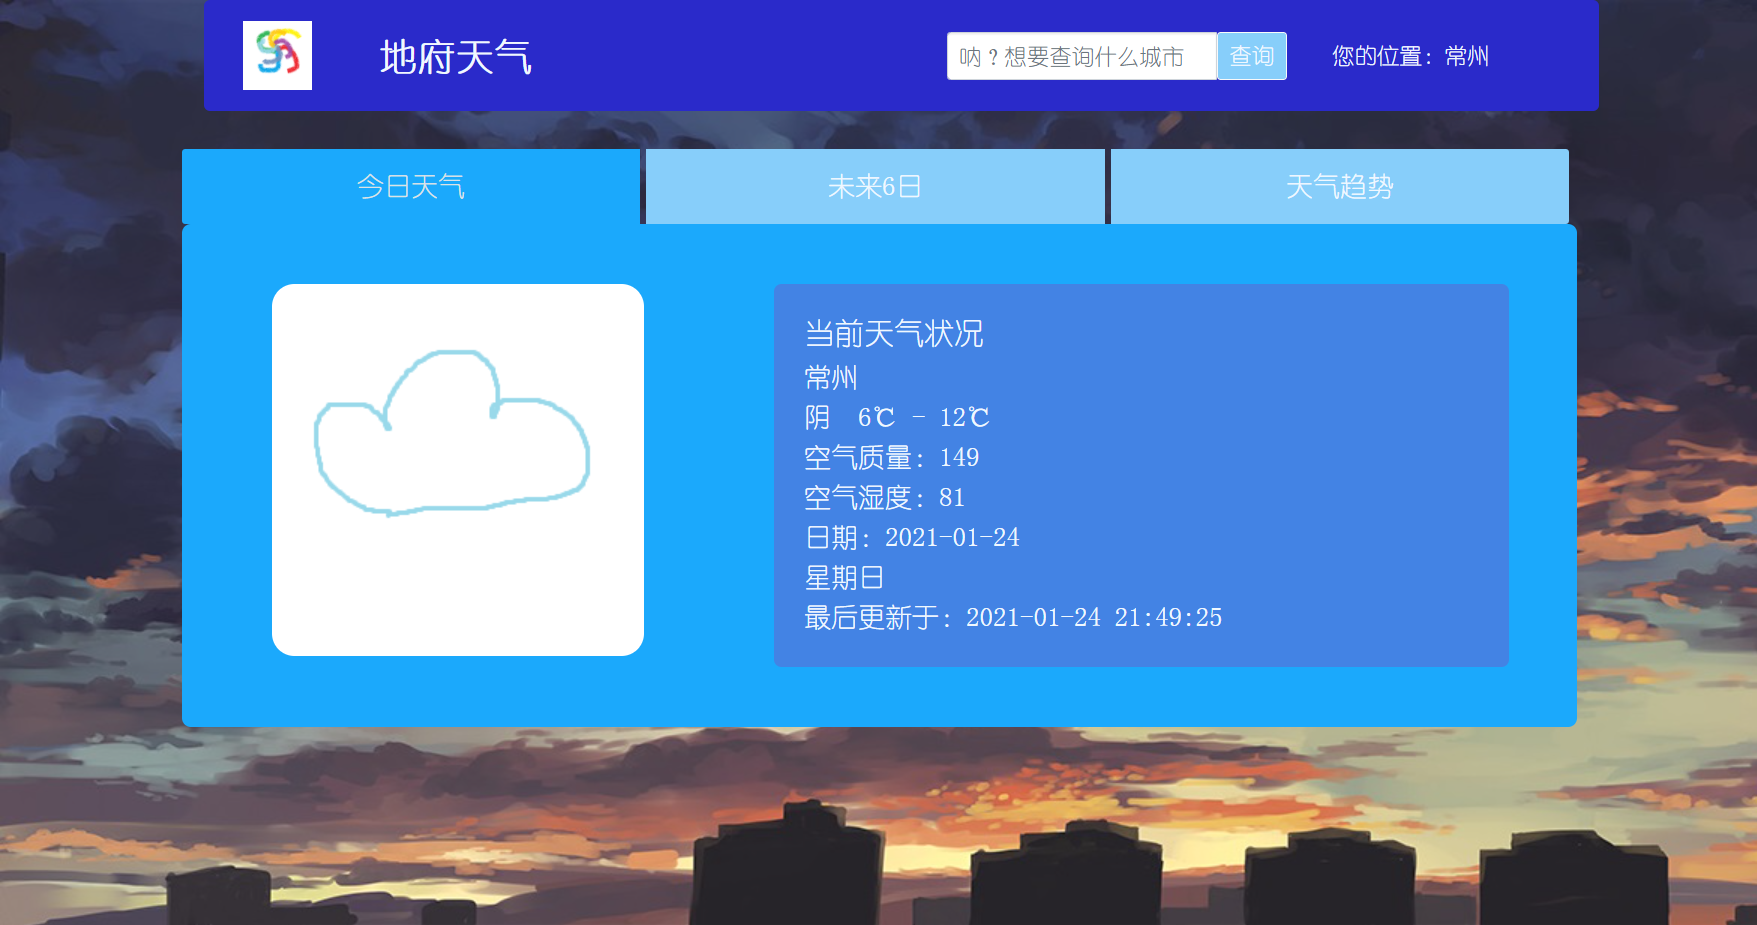 地府天气
呐？想要查询什么城市
查询
您的位置：常州
今日天气
未来6日
天气趋势
当前天气状况
常州
阴  6℃ - 12℃
空气质量：149
空气湿度：81
日期：2021-01-24
星期日
最后更新于：2021-01-24 21:49:25